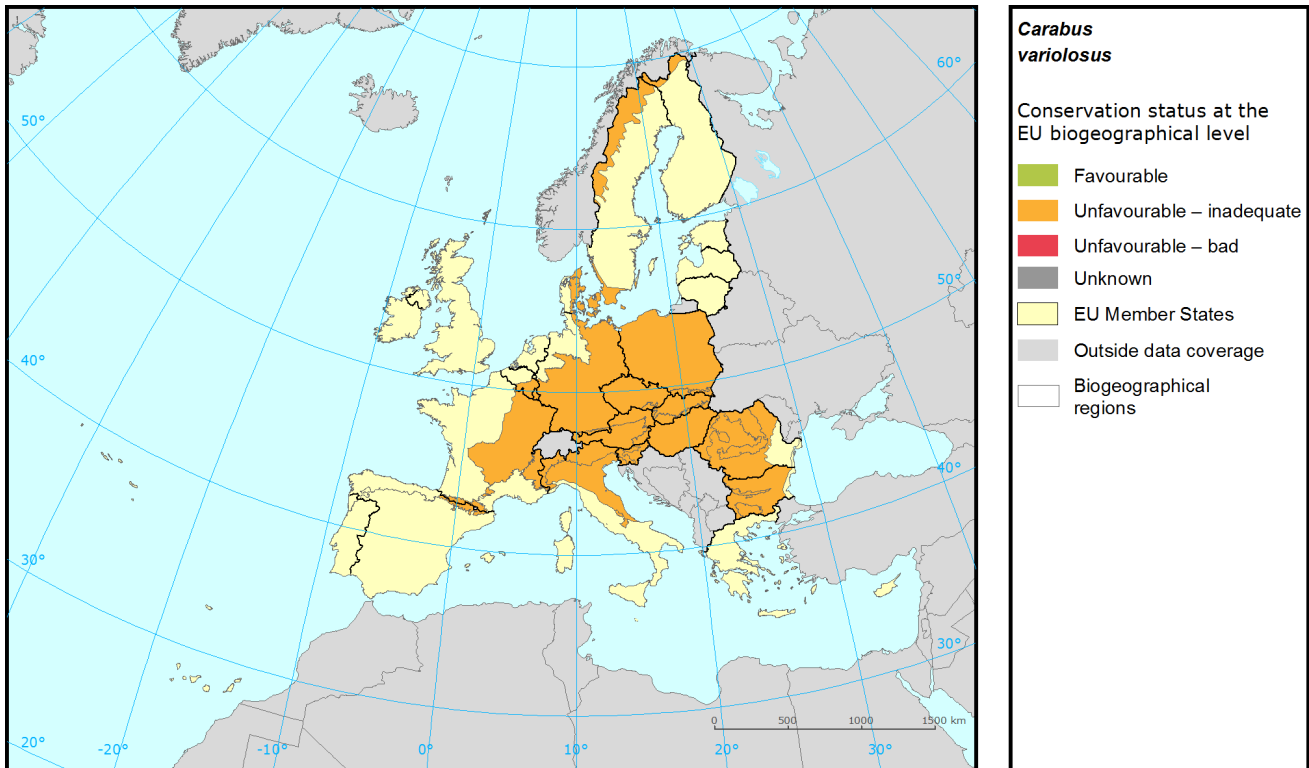 60°
50°
50°
40°
40°
30°
30°
0 500 1000 1500 km
20° -20° -10° 0° 10° 20° 30°
Carabus
variolosus
Conservation status at the
EU biogeographical level
Favourable
Unfavourable – inadequate
Unfavourable – bad
Unknown
EU Member States
Outside data coverage
Biogeographical
regions